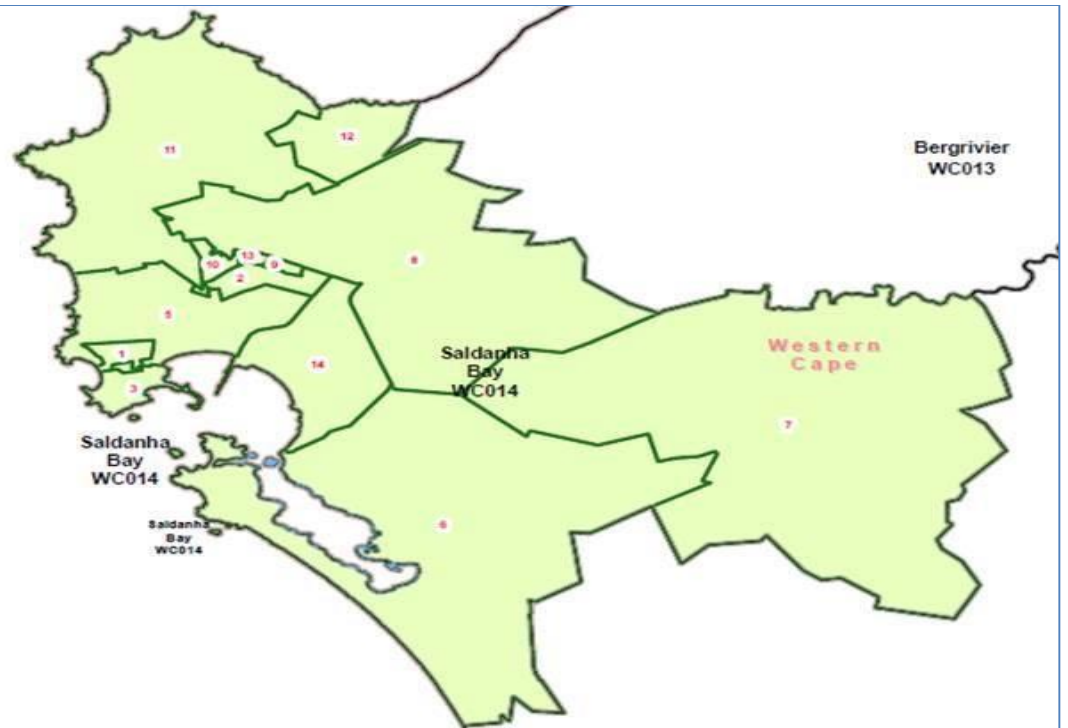 12
11
Bergrivier
WC013
13
10
9
8
2
5
Western
Cape
1
Saldanha
Bay
WC014
14
3
7
Saldanha
Bay
WC014
6
Saldanha
Bay
WC014